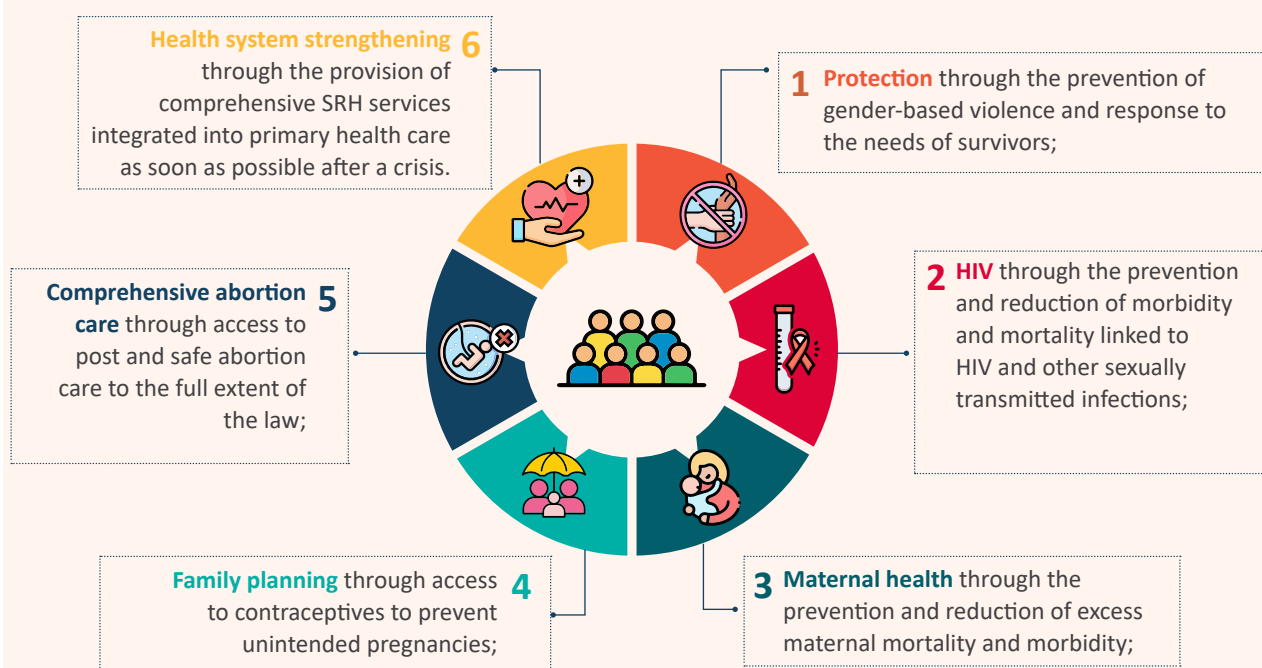 1 Protection through the prevention of
gender-based violence and response to
the needs of survivors;
2 HIV through the prevention
and reduction of morbidity
and mortality linked to
HIV and other sexually
transmitted infections;
3 Maternal health through the
prevention and reduction of excess
maternal mortality and morbidity;
4 Family planning through access
to contraceptives to prevent
unintended pregnancies;
5 Comprehensive abortion
care through access to
post and safe abortion
care to the full extent of
the law;
6 Health system strengthening
through the provision of
comprehensive SRH services
integrated into primary health care
as soon as possible after a crisis.